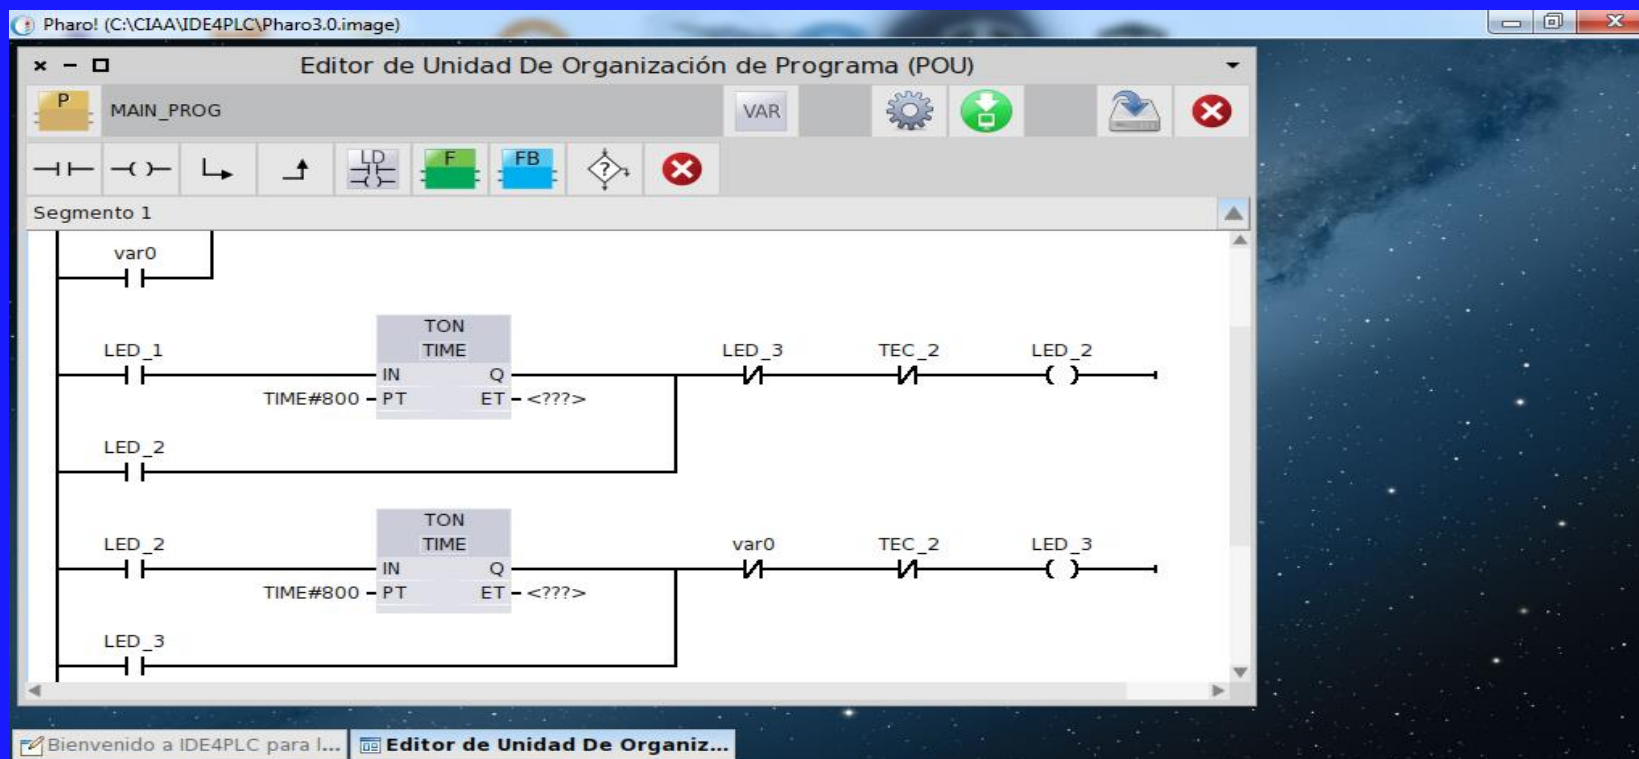 Pharo! (C:\CIAA\IDE4PLC\Pharo3.0.image)
Editor de Unidad De Organización de Programa (POU)
P MAIN_PROG VAR
LD F FB ?
Segmento 1
var0
TON
LED_1 TIME LED_3 TEC_2 LED_2
IN Q
TIME#800 PT ET <???>
LED_2
TON
LED_2 TIME var0 TEC_2 LED_3
IN Q
TIME#800 PT ET <???>
LED_3
Bienvenido a IDE4PLC para l... Editor de Unidad De Organiz...